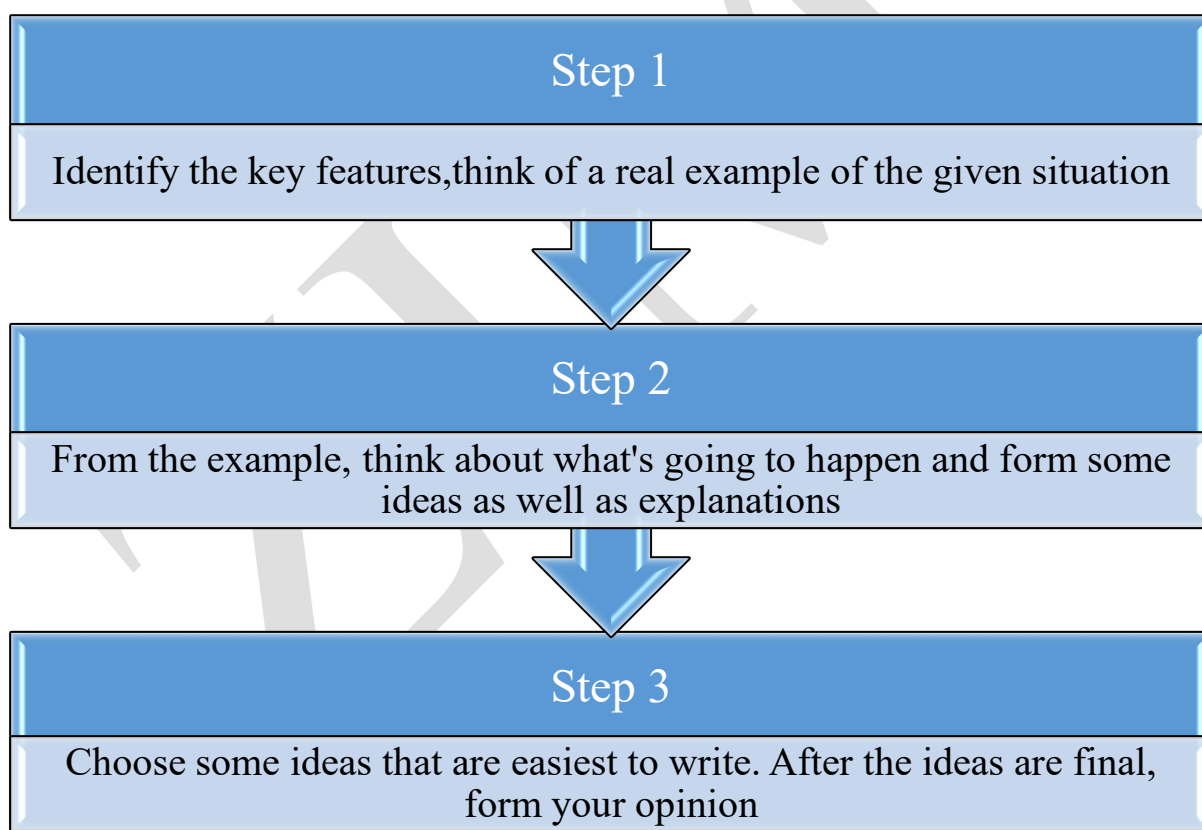 Step 1
Identify the key features,think of a real example of the given situation
Step 2
From the example, think about what's going to happen and form some
ideas as well as explanations
Step 3
Choose some ideas that are easiest to write. After the ideas are final,
form your opinion